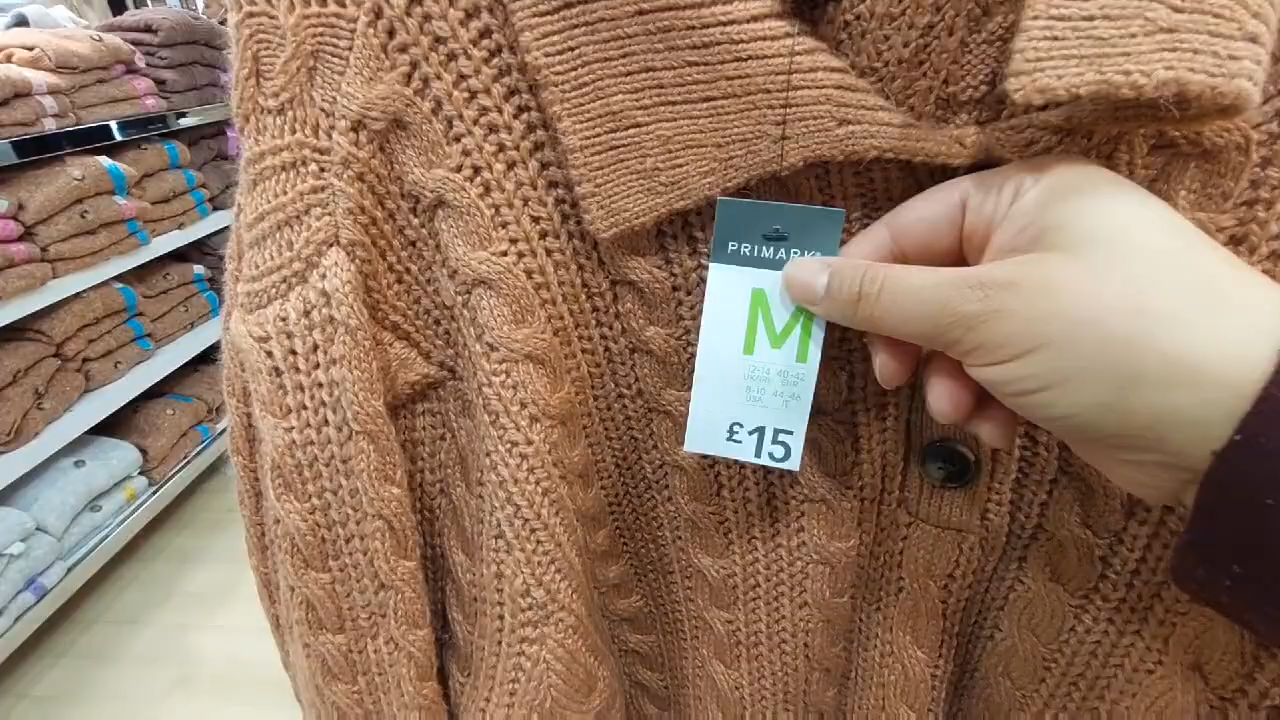 PRIMARK®
M
12-14 40-42
UK/IRL EUR
8-10 44-46
USA IT
£15